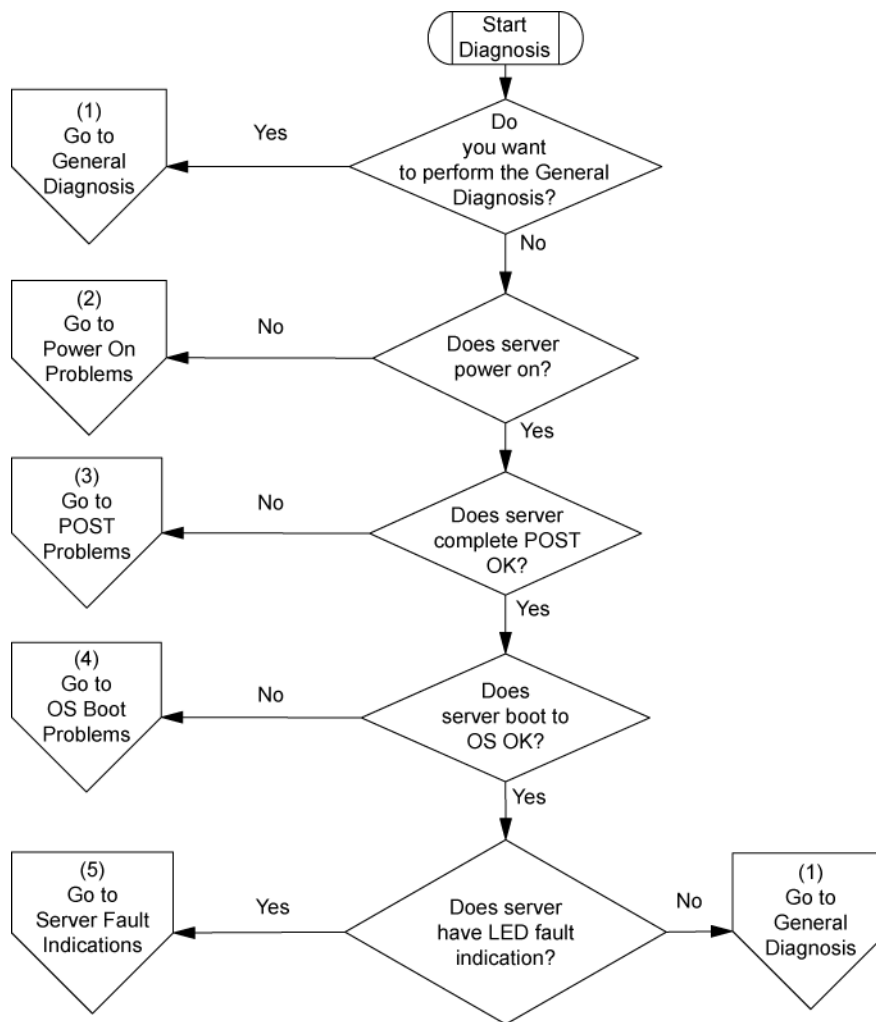 Start
Diagnosis
Do
you want
to perform the General
Diagnosis?
Yes
(1)
Go to
General
Diagnosis
No
Does server
power on?
No
(2)
Go to
Power On
Problems
Yes
Does server
complete POST
OK?
No
(3)
Go to
POST
Problems
Yes
Does
server boot to
OS OK?
No
(4)
Go to
OS Boot
Problems
Yes
Does server
have LED fault
indication?
Yes
(5)
Go to
Server Fault
Indications
No
(1)
Go to
General
Diagnosis